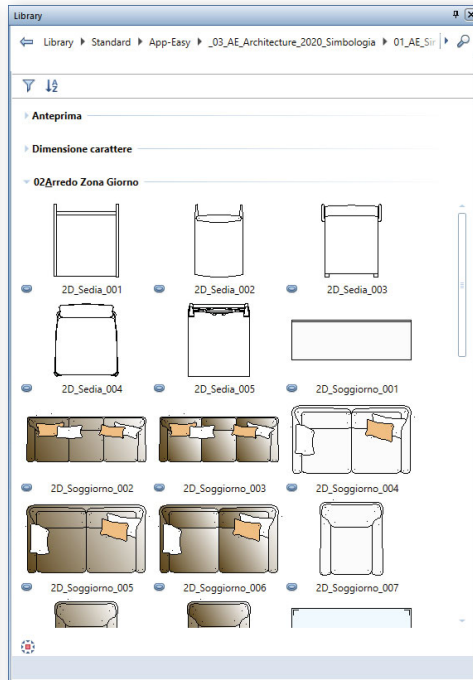 Library
Library Standard App-Easy _03_AE_Architecture_2020_Simbologia 01_AE_Sir
Anteprima
Dimensione carattere
02Arredo Zona Giorno
2D_Sedia_001 2D_Sedia_002 2D_Sedia_003
2D_Sedia_004 2D_Sedia_005 2D_Soggiorno_001
2D_Soggiorno_002 2D_Soggiorno_003 2D_Soggiorno_004
2D_Soggiorno_005 2D_Soggiorno_006 2D_Soggiorno_007